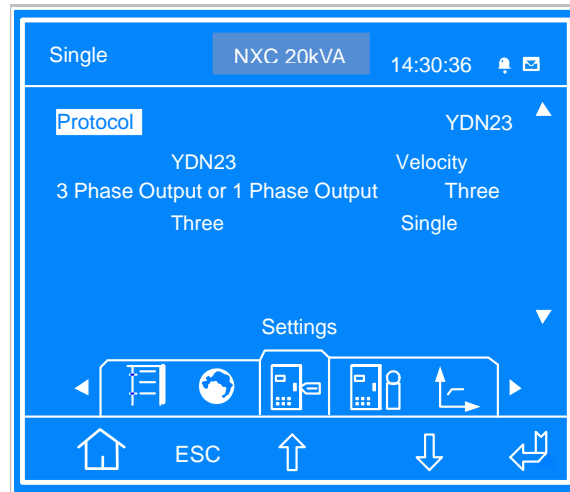 Single NXC 20kVA 14:30:36
Protocol YDN23
YDN23 Velocity
3 Phase Output or 1 Phase Output Three
Three Single
Settings
ESC